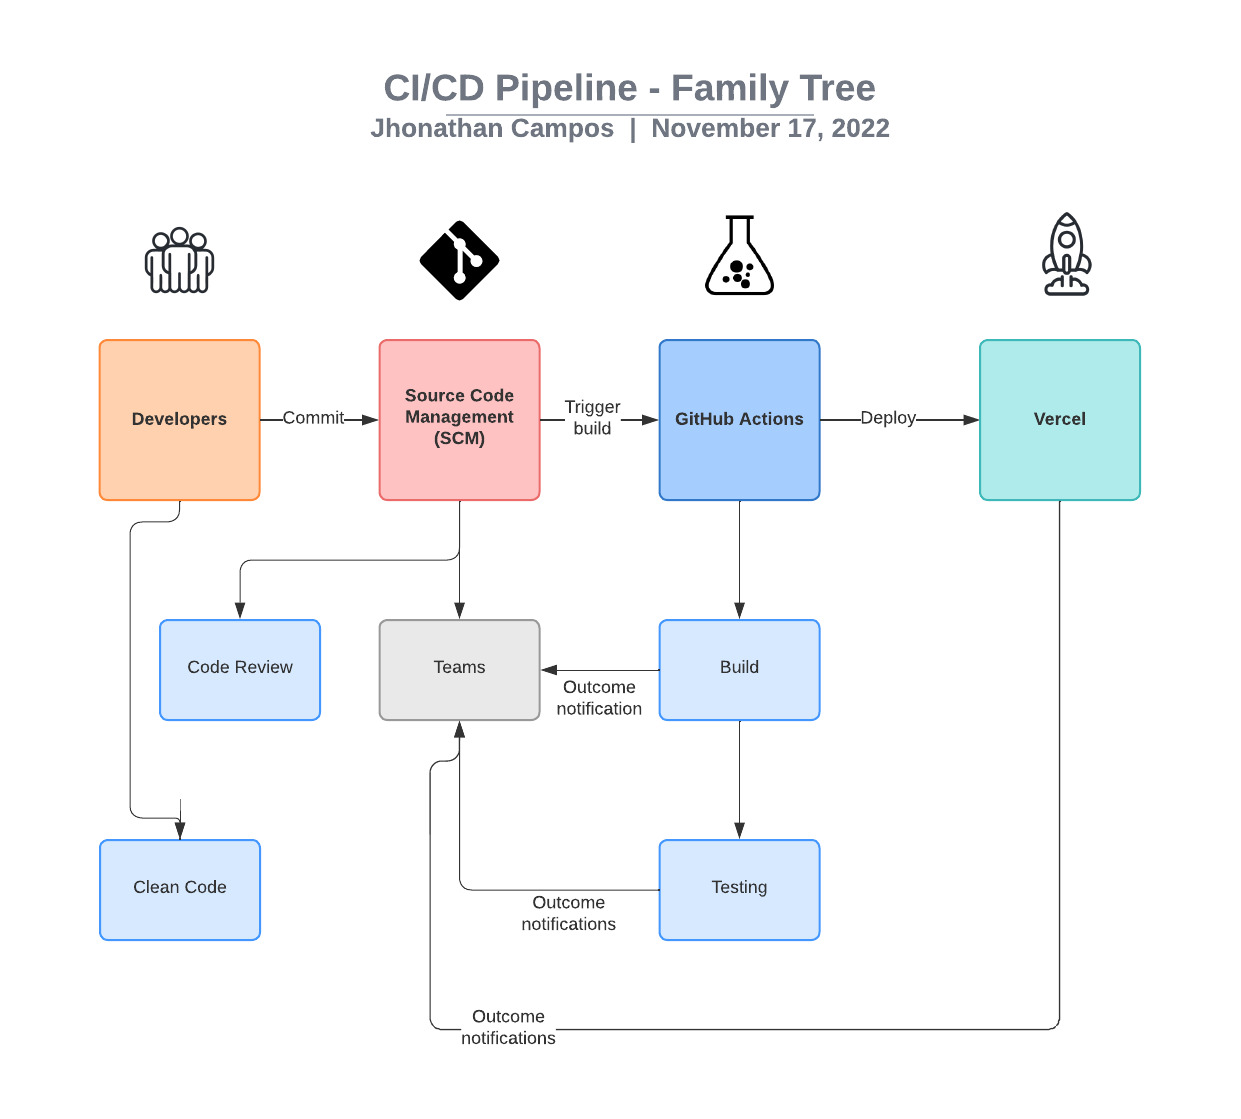 CI/CD Pipeline - Family Tree
Jhonathan Campos | November 17, 2022
Developers
Commit
Source Code
Management
(SCM)
Trigger
build
GitHub Actions
Deploy
Vercel
Code Review
Teams
Build
Outcome
notification
Clean Code
Testing
Outcome
notifications
Outcome
notifications